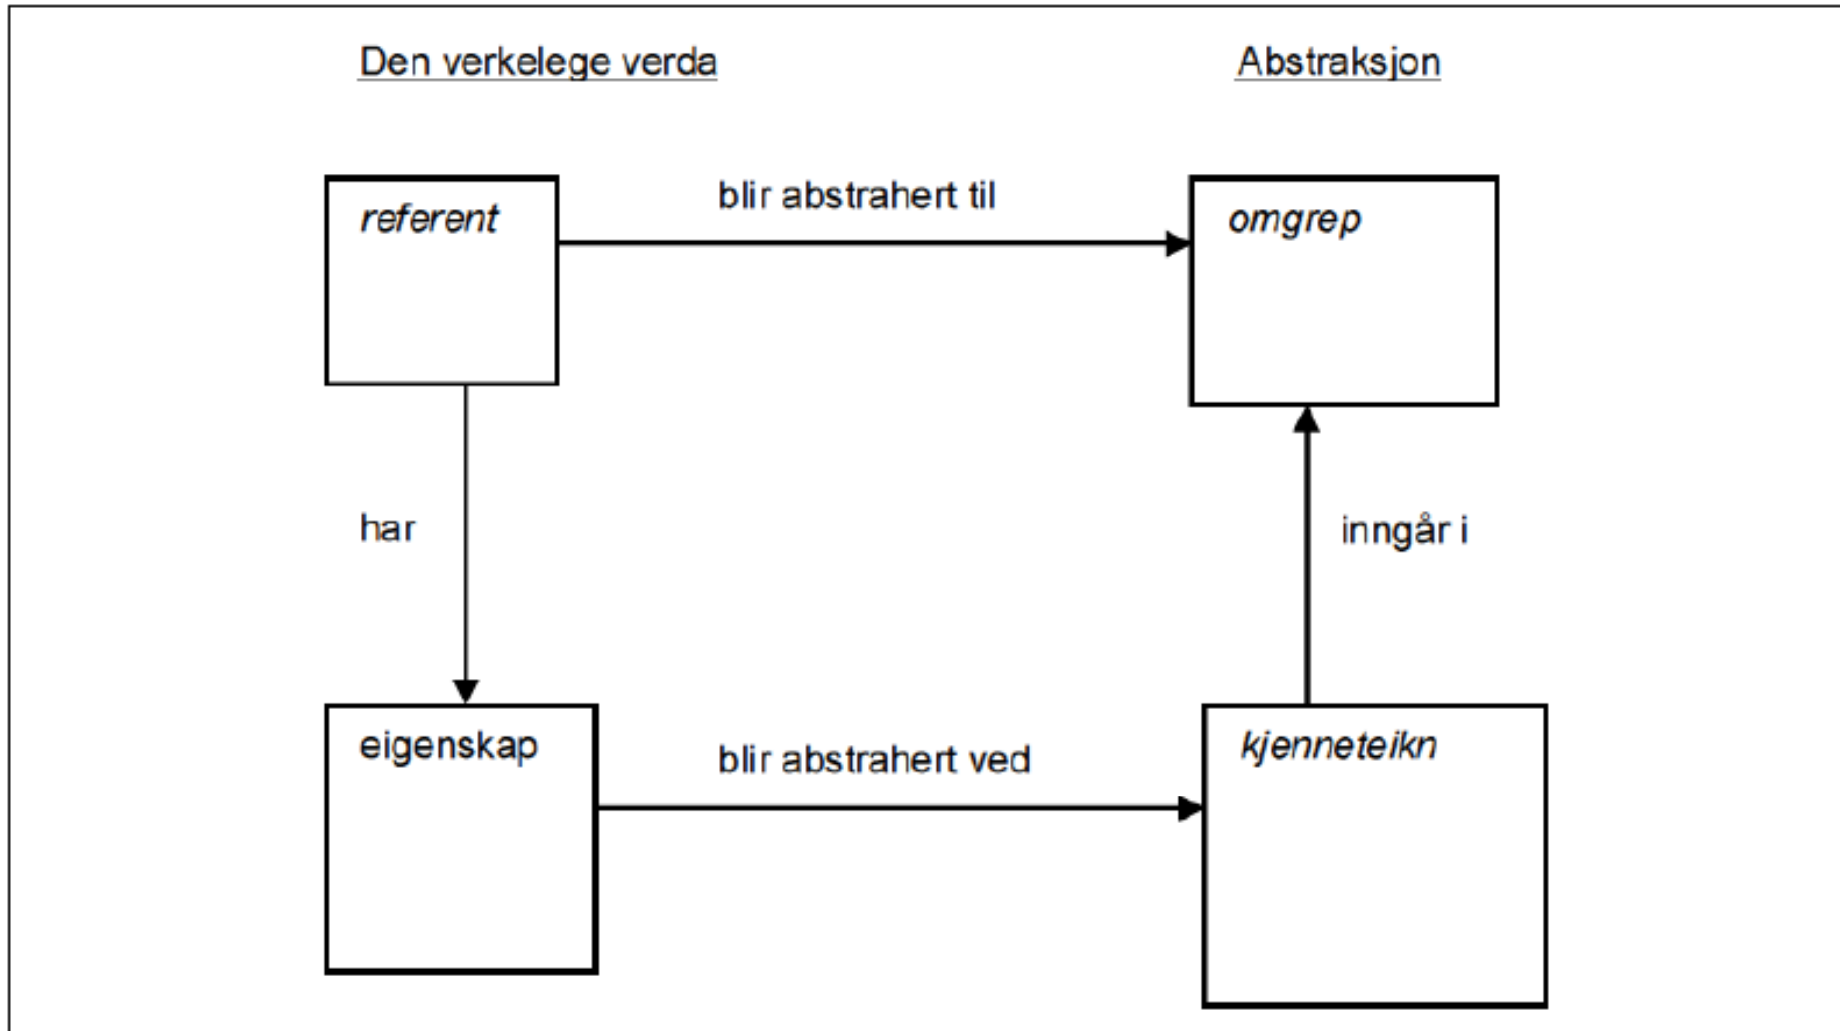 Den verkelege verda
Abstraksjon
referent
blir abstrahert til
omgrep
har
inngår i
eigenskap
blir abstrahert ved
kjenneteikn